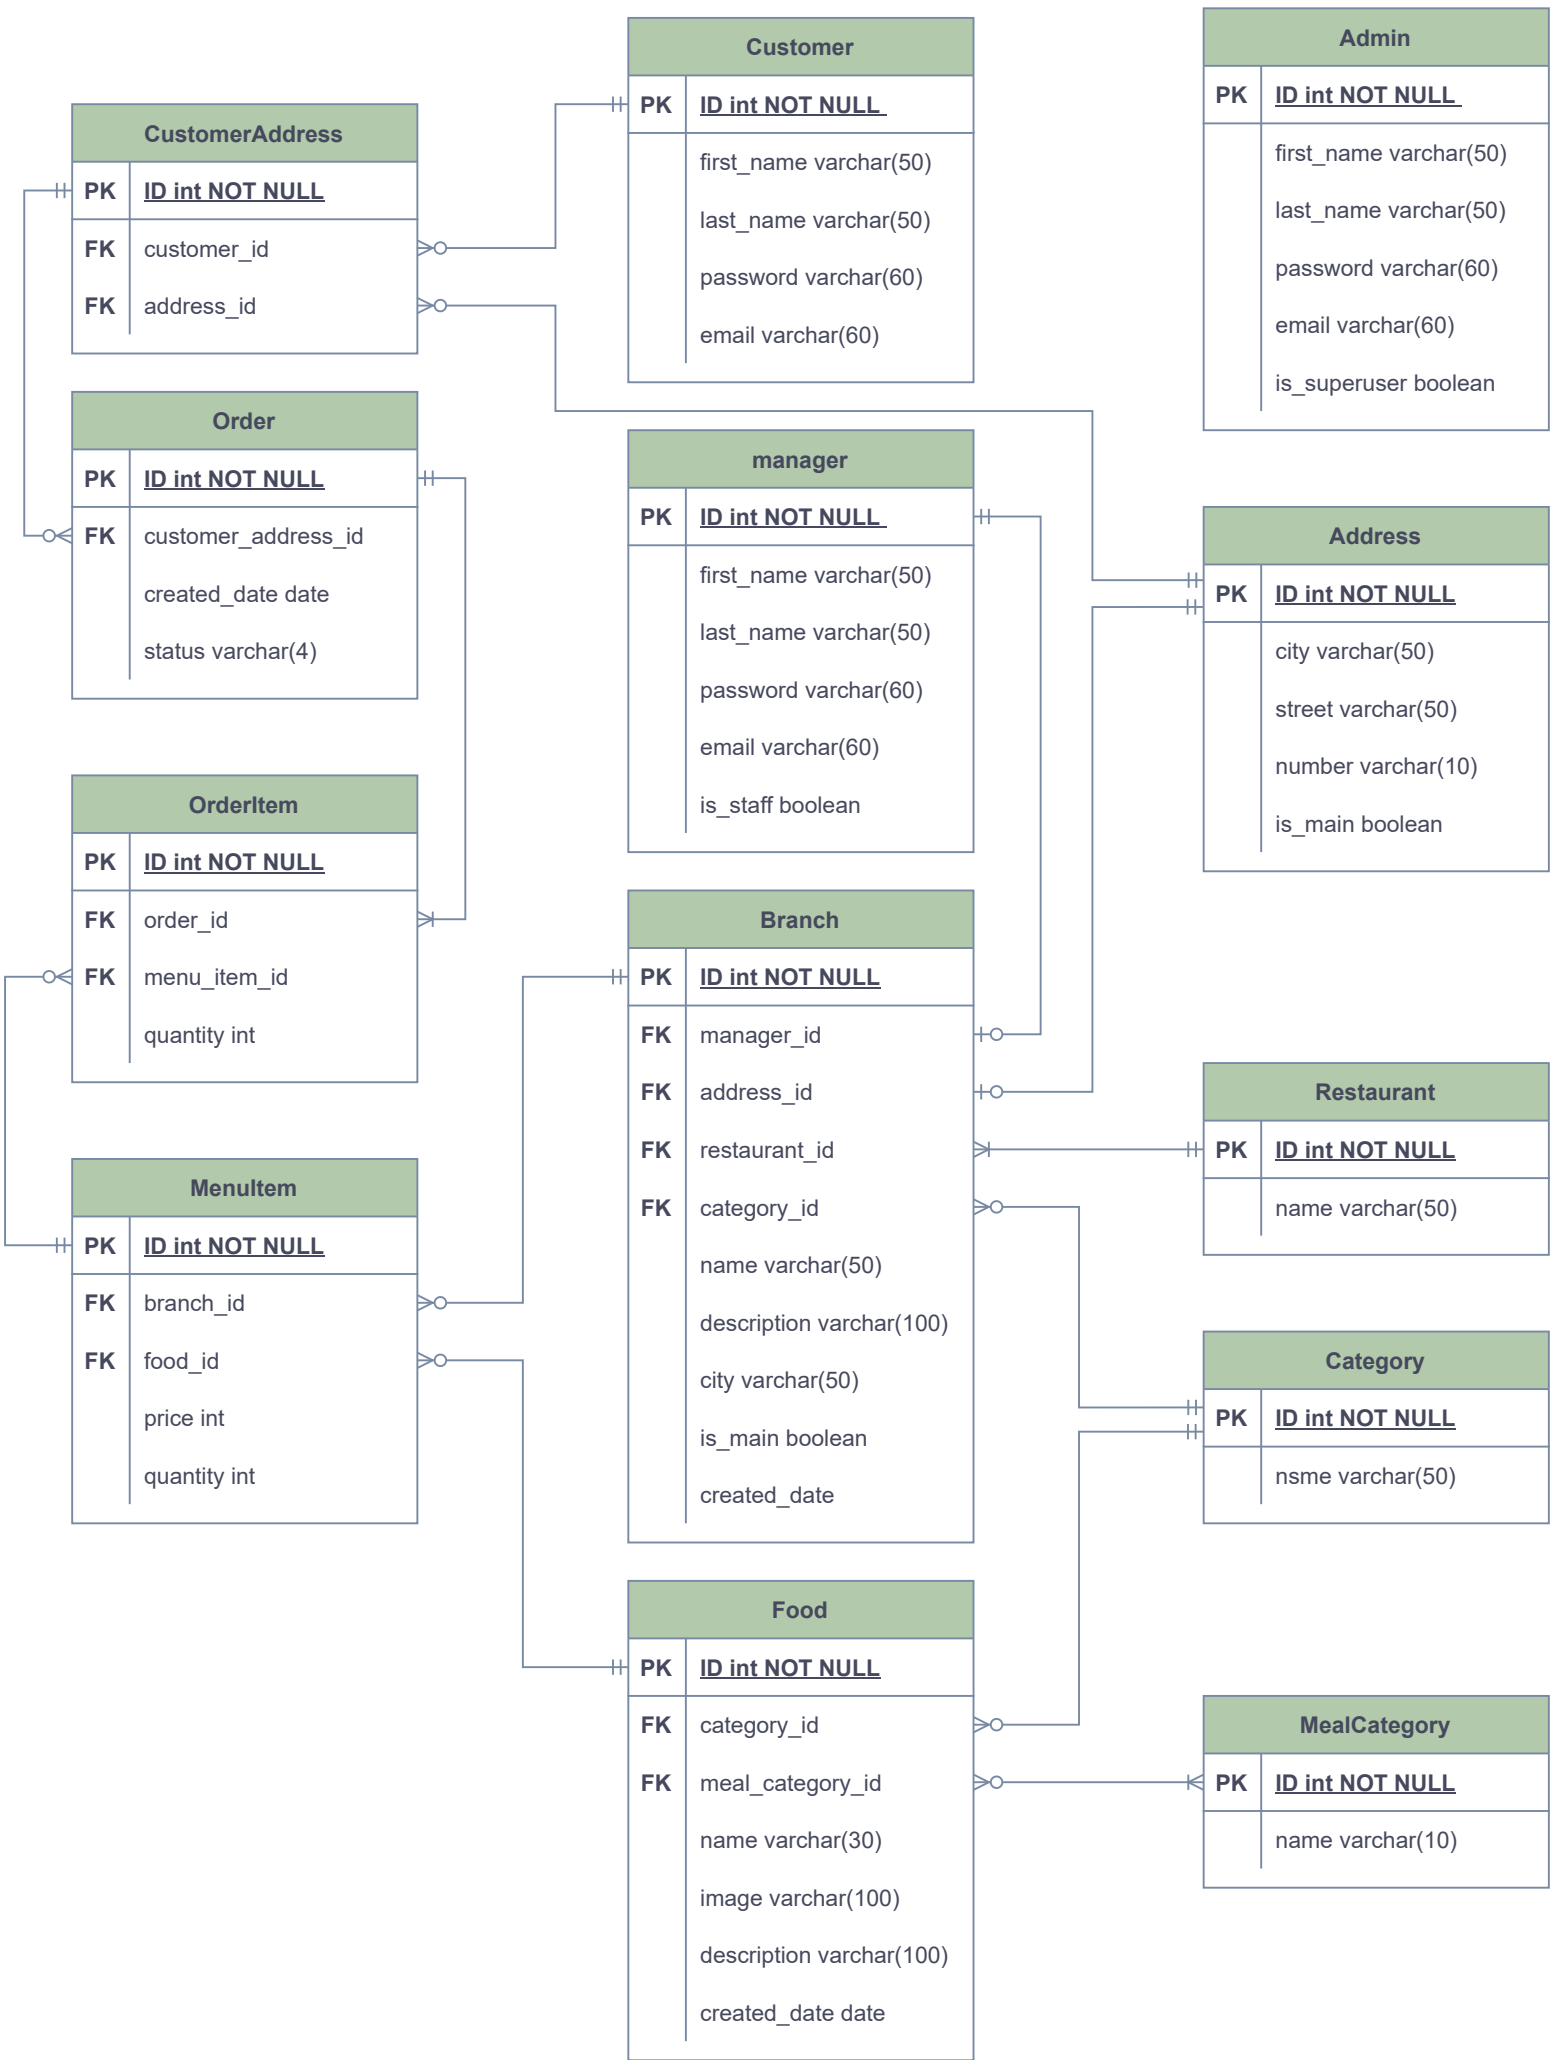 Customer
PK ID int NOT NULL
first_name varchar(50)
last_name varchar(50)
password varchar(60)
email varchar(60)
Admin
PK ID int NOT NULL
first_name varchar(50)
last_name varchar(50)
password varchar(60)
email varchar(60)
is_superuser boolean
CustomerAddress
PK ID int NOT NULL
FK customer_id
FK address_id
Order
PK ID int NOT NULL
FK customer_address_id
created_date date
status varchar(4)
manager
PK ID int NOT NULL
first_name varchar(50)
last_name varchar(50)
password varchar(60)
email varchar(60)
is_staff boolean
Address
PK ID int NOT NULL
city varchar(50)
street varchar(50)
number varchar(10)
is_main boolean
OrderItem
PK ID int NOT NULL
FK order_id
FK menu_item_id
quantity int
Branch
PK ID int NOT NULL
FK manager_id
FK address_id
FK restaurant_id
FK category_id
name varchar(50)
description varchar(100)
city varchar(50)
is_main boolean
created_date
Restaurant
PK ID int NOT NULL
name varchar(50)
MenuItem
PK ID int NOT NULL
FK branch_id
FK food_id
price int
quantity int
Category
PK ID int NOT NULL
nsme varchar(50)
Food
PK ID int NOT NULL
FK category_id
FK meal_category_id
name varchar(30)
image varchar(100)
description varchar(100)
created_date date
MealCategory
PK ID int NOT NULL
name varchar(10)